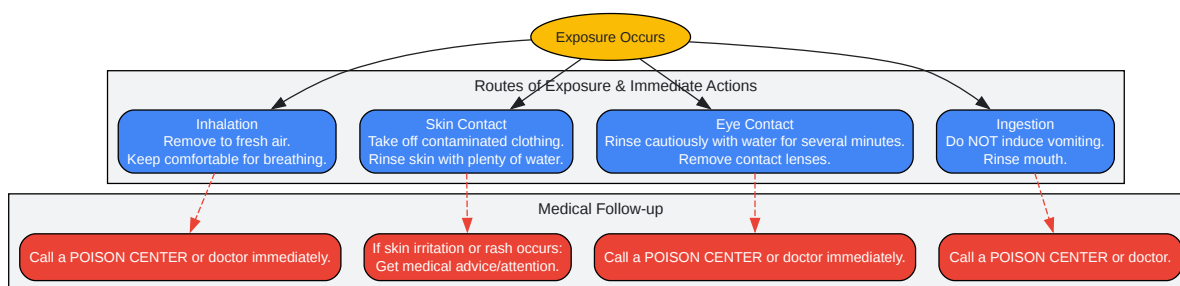 Exposure Occurs
Routes of Exposure & Immediate Actions
Inhalation
Remove to fresh air.
Keep comfortable for breathing.
Skin Contact
Take off contaminated clothing.
Rinse skin with plenty of water.
Eye Contact
Rinse cautiously with water for several minutes.
Remove contact lenses.
Ingestion
Do NOT induce vomiting.
Rinse mouth.
Medical Follow-up
Call a POISON CENTER or doctor immediately.
If skin irritation or rash occurs:
Get medical advice/attention.
Call a POISON CENTER or doctor immediately.
Call a POISON CENTER or doctor.